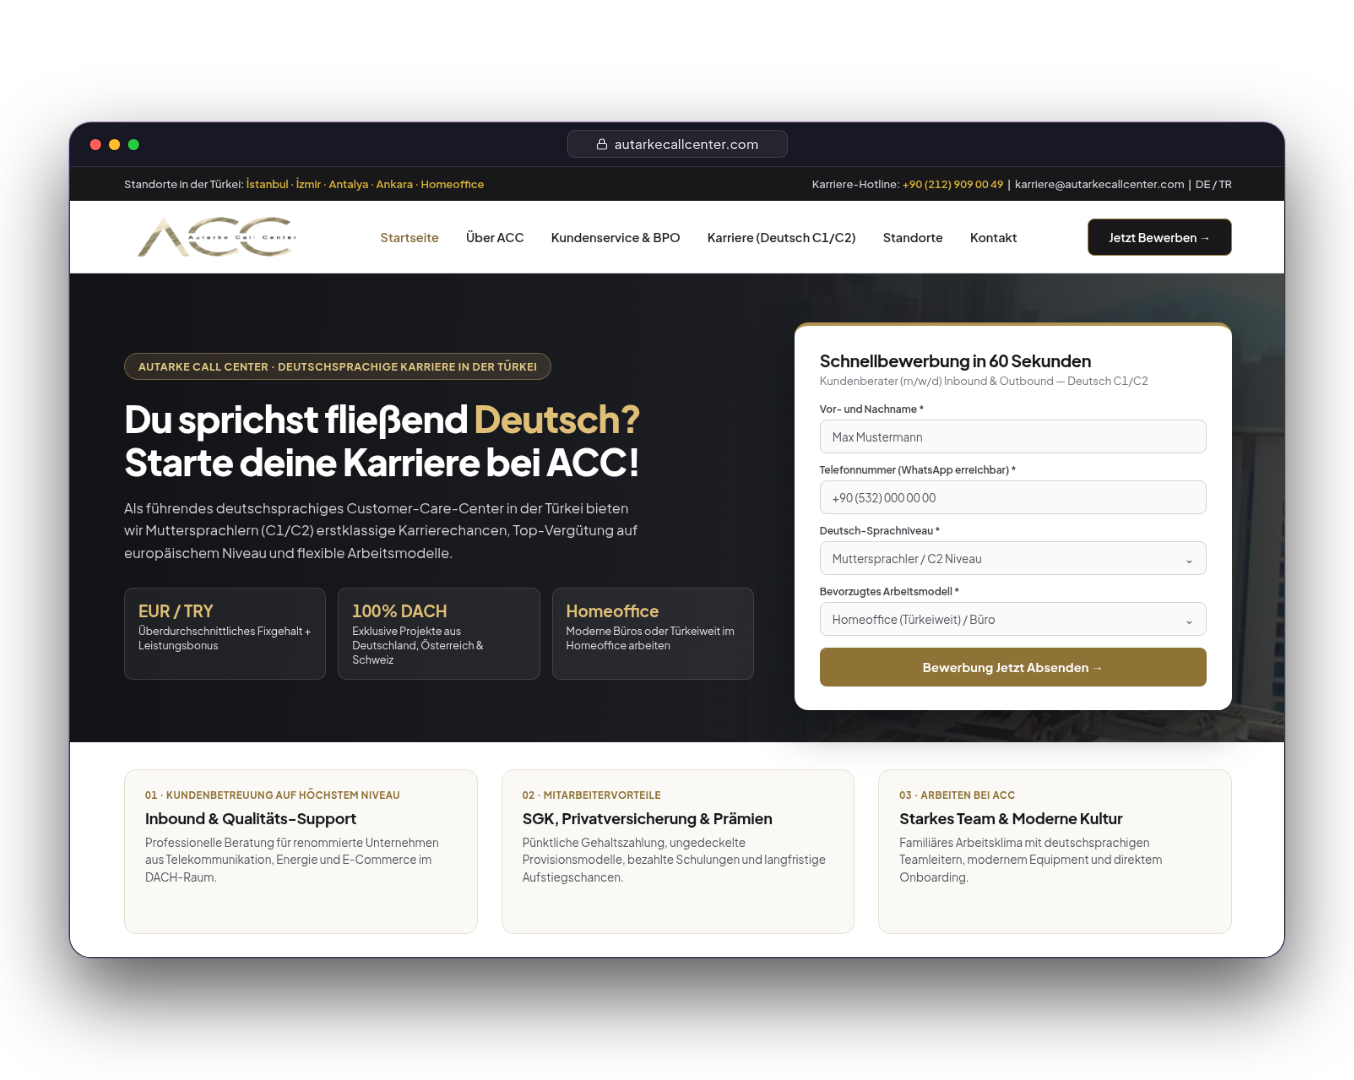 autarkecallcenter.com
Standorte in der Türkei: İstanbul · İzmir · Antalya · Ankara · Homeoffice
Karriere-Hotline: +90 (212) 909 00 49 | karriere@autarkecallcenter.com | DE / TR
ACC
Autarke Call Center
Startseite
Über ACC
Kundenservice & BPO
Karriere (Deutsch C1/C2)
Standorte
Kontakt
Jetzt Bewerben →
AUTARKE CALL CENTER · DEUTSCHSPRACHIGE KARRIERE IN DER TÜRKEI
Du sprichst fließend Deutsch?
Starte deine Karriere bei ACC!
Als führendes deutschsprachiges Customer-Care-Center in der Türkei bieten
wir Muttersprachlern (C1/C2) erstklassige Karrierechancen, Top-Vergütung auf
europäischem Niveau und flexible Arbeitsmodelle.
EUR / TRY
Überdurchschnittliches Fixgehalt +
Leistungsbonus
100% DACH
Exklusive Projekte aus
Deutschland, Österreich &
Schweiz
Homeoffice
Moderne Büros oder Türkeiweit im
Homeoffice arbeiten
Schnellbewerbung in 60 Sekunden
Kundenberater (m/w/d) Inbound & Outbound — Deutsch C1/C2
Vor- und Nachname *
Max Mustermann
Telefonnummer (WhatsApp erreichbar) *
+90 (532) 000 00 00
Deutsch-Sprachniveau *
Muttersprachler / C2 Niveau
Bevorzugtes Arbeitsmodell *
Homeoffice (Türkeiweit) / Büro
Bewerbung Jetzt Absenden →
01 · KUNDENBETREUUNG AUF HÖCHSTEM NIVEAU
Inbound & Qualitäts-Support
Professionelle Beratung für renommierte Unternehmen
aus Telekommunikation, Energie und E-Commerce im
DACH-Raum.
02 · MITARBEITERVORTEILE
SGK, Privatversicherung & Prämien
Pünktliche Gehaltszahlung, ungedeckelte
Provisionsmodelle, bezahlte Schulungen und langfristige
Aufstiegschancen.
03 · ARBEITEN BEI ACC
Starkes Team & Moderne Kultur
Familiäres Arbeitsklima mit deutschsprachigen
Teamleitern, modernem Equipment und direktem
Onboarding.